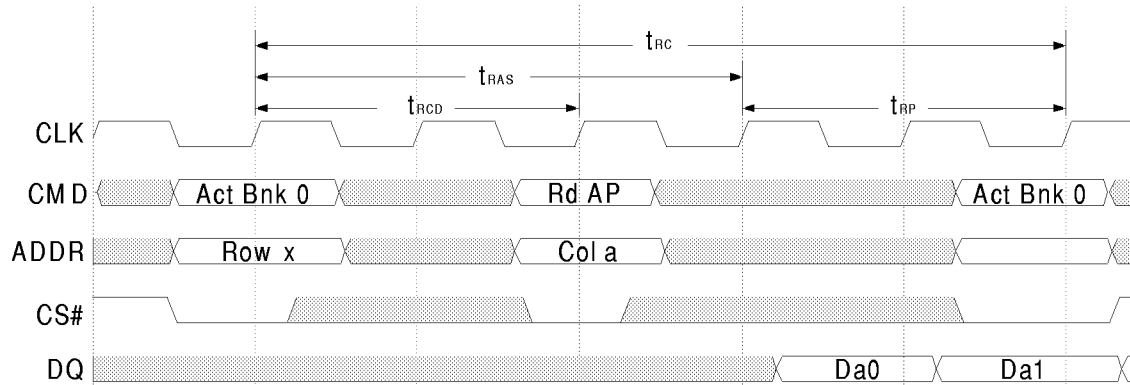 tRC
tRAS
tRCD tRP
CLK
CMD Act Bnk 0 Rd AP Act Bnk 0
ADDR Row x Col a
CS#
DQ Da0 Da1